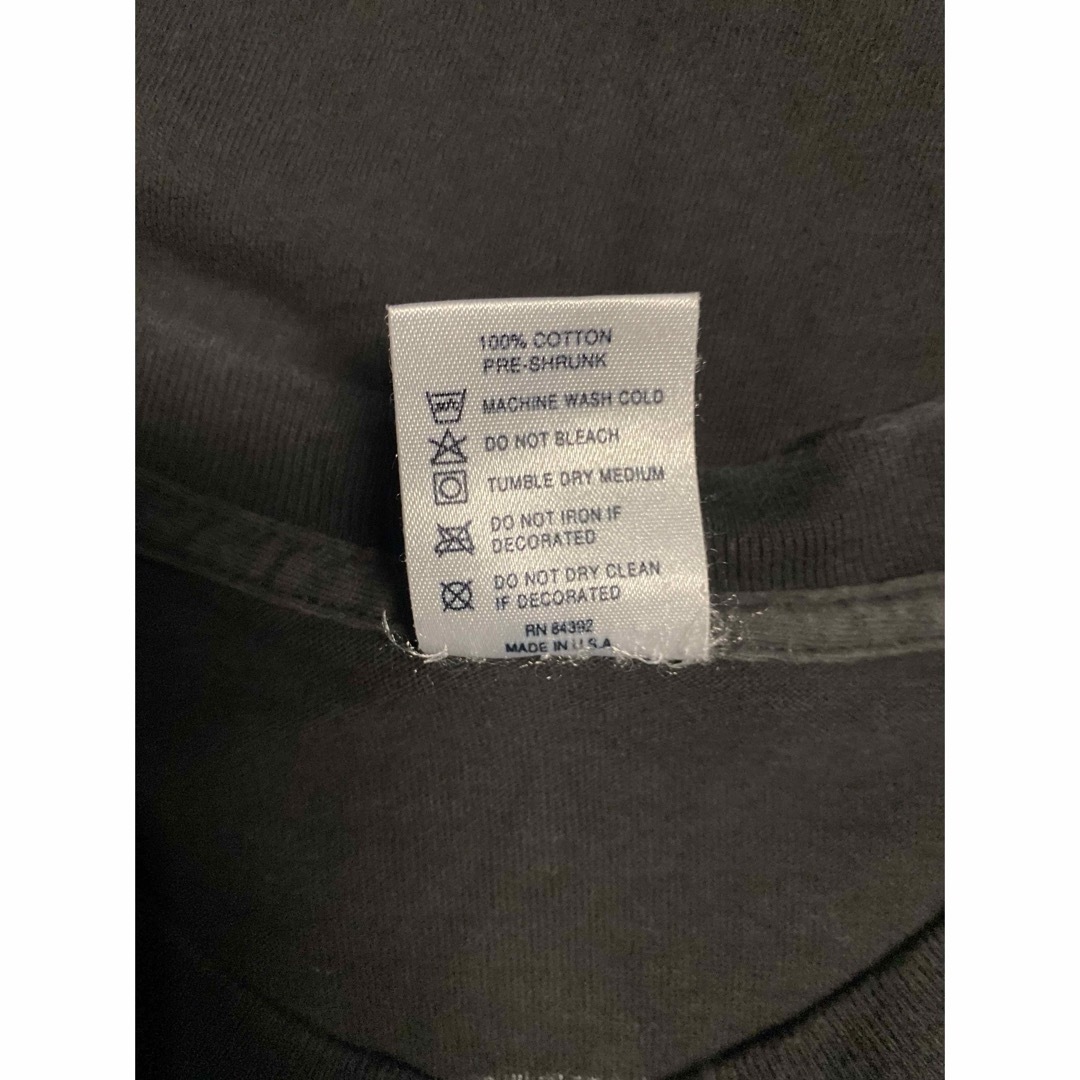 100% COTTON
PRE-SHRUNK
MACHINE WASH COLD
DO NOT BLEACH
TUMBLE DRY MEDIUM
DO NOT IRON IF
DECORATED
DO NOT DRY CLEAN
IF DECORATED
RN 84392
MADE IN U.S.A